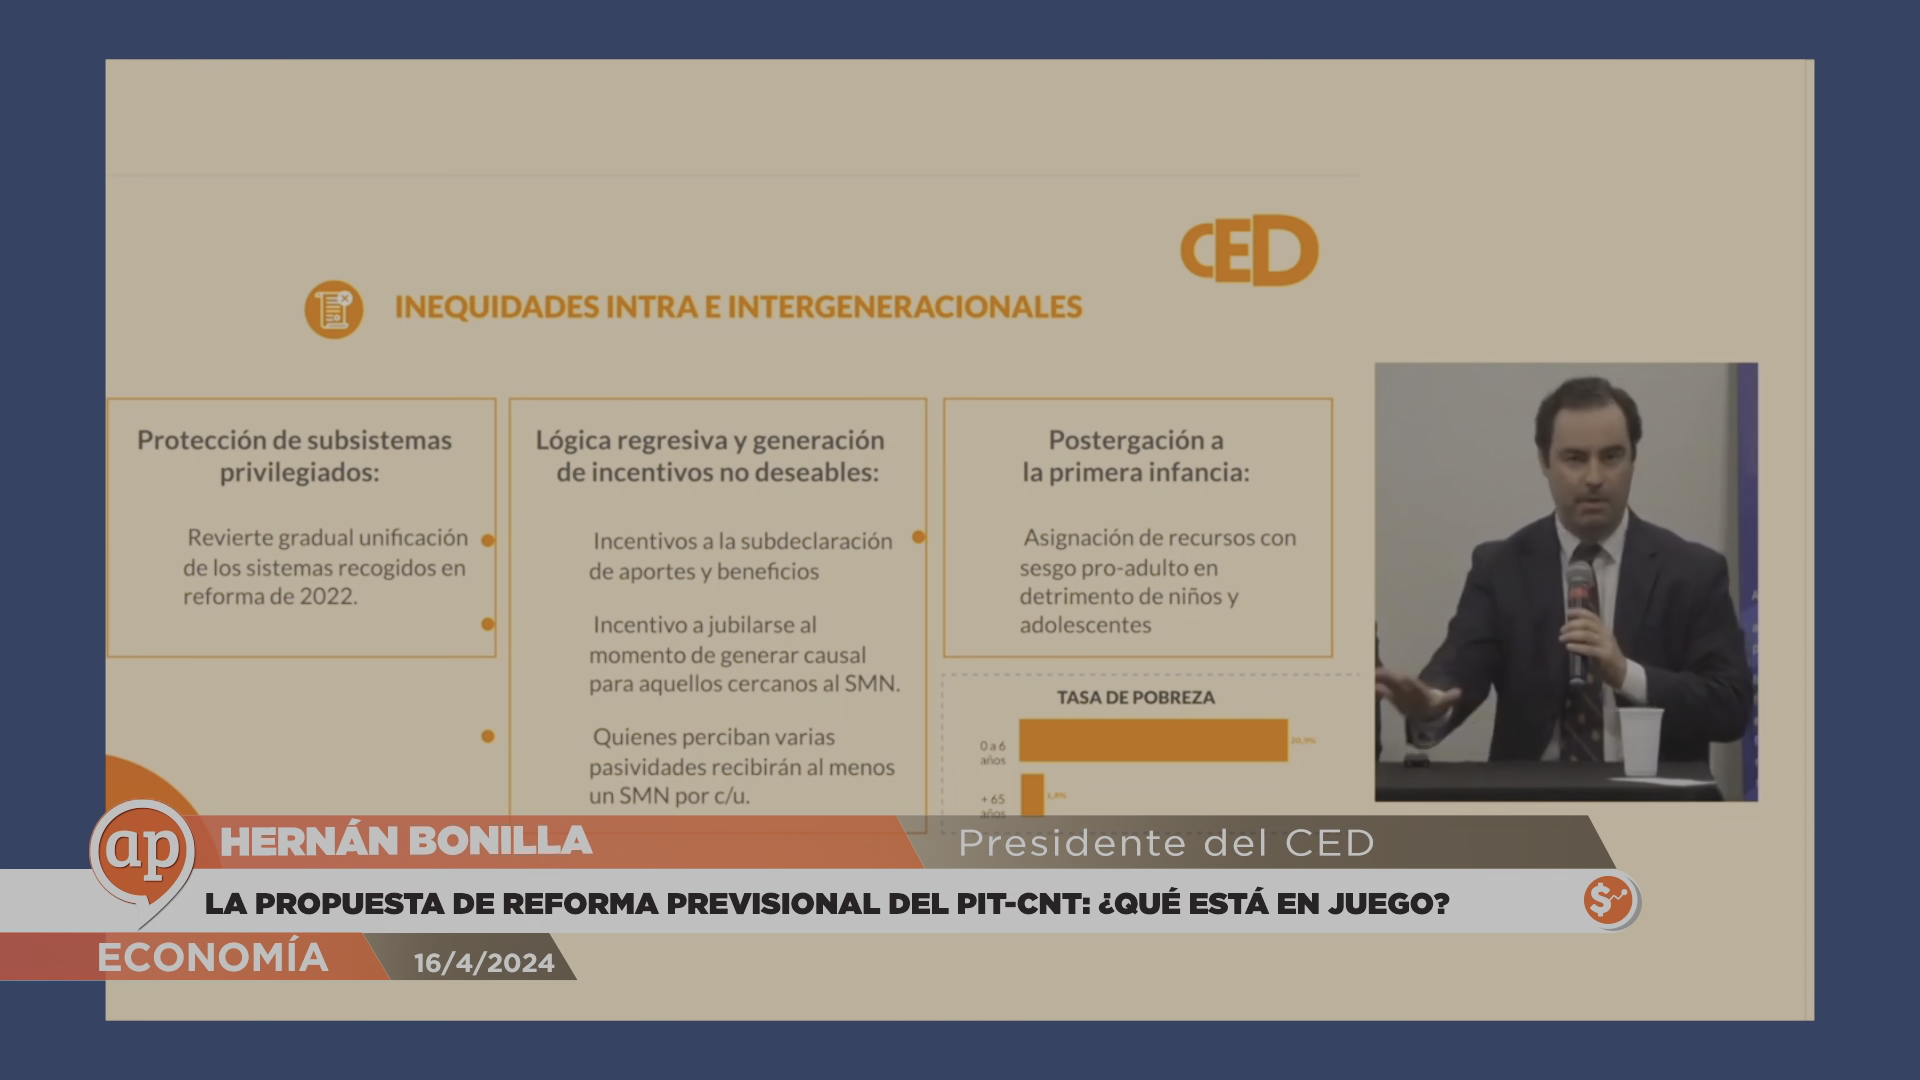 CED
INEQUIDADES INTRA E INTERGENERACIONALES
Protección de subsistemas
privilegiados:
Revierte gradual unificación
de los sistemas recogidos en
reforma de 2022.
Lógica regresiva y generación
de incentivos no deseables:
Incentivos a la subdeclaración
de aportes y beneficios
Incentivo a jubilarse al
momento de generar causal
para aquellos cercanos al SMN.
Quienes perciban varias
pasividades recibirán al menos
un SMN por c/u.
Postergación a
la primera infancia:
Asignación de recursos con
sesgo pro-adulto en
detrimento de niños y
adolescentes
TASA DE POBREZA
0 a 6
años
20,9%
+ 65
años
1,8%
ap
HERNÁN BONILLA
Presidente del CED
LA PROPUESTA DE REFORMA PREVISIONAL DEL PIT-CNT: ¿QUÉ ESTÁ EN JUEGO?
$
ECONOMÍA
16/4/2024